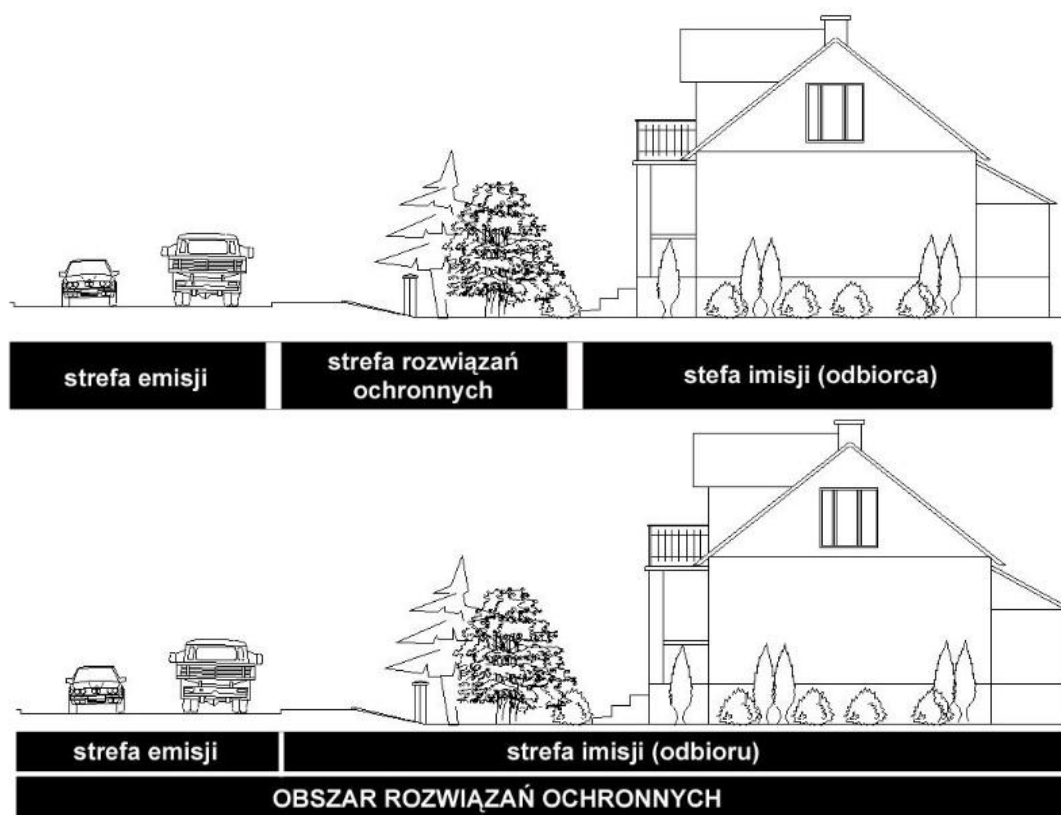 strefa emisji
strefa rozwiązań
ochronnych
stefa imisji (odbiorca)
strefa emisji
strefa imisji (odbioru)
OBSZAR ROZWIĄZAŃ OCHRONNYCH